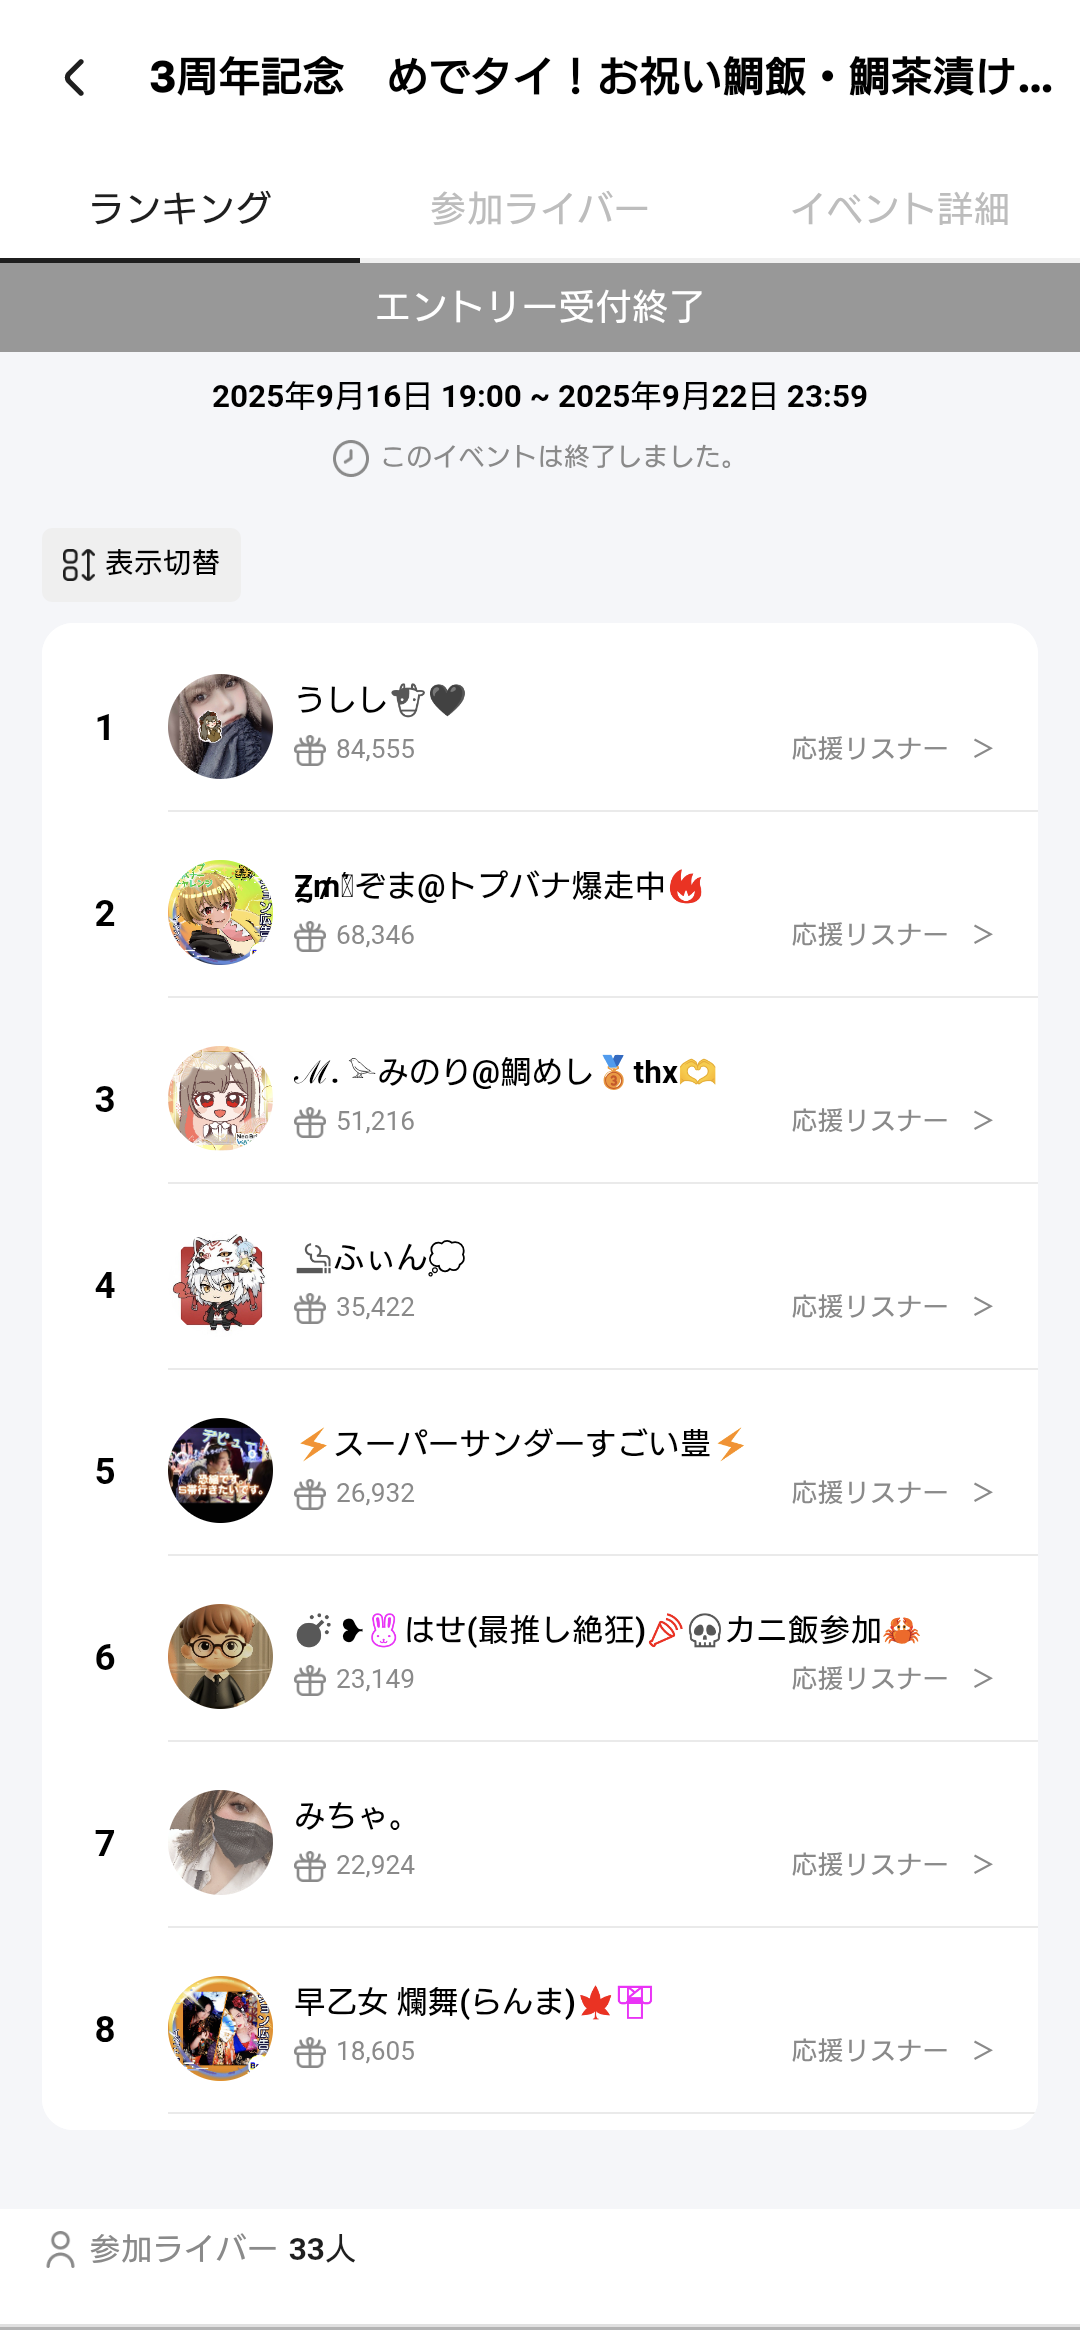 3周年記念　めでタイ！お祝い鯛飯・鯛茶漬け...
ランキング
参加ライバー
イベント詳細
エントリー受付終了
2025年9月16日 19:00 ~ 2025年9月22日 23:59
このイベントは終了しました。
表示切替
1
うしし🐮🖤
84,555
応援リスナー >
2
ぞま@トプバナ爆走中🔥
68,346
応援リスナー >
3
ℳ. 𓅪みのり@鯛めし🥉thx🫶
51,216
応援リスナー >
4
🚬ふぃん💭
35,422
応援リスナー >
5
⚡スーパーサンダーすごい豊⚡
26,932
応援リスナー >
6
💣❥🐰はせ(最推し絶狂)📣💀カニ飯参加🦀
23,149
応援リスナー >
7
みちゃ。
22,924
応援リスナー >
8
早乙女 爛舞(らんま)🍁👘
18,605
応援リスナー >
参加ライバー 33人